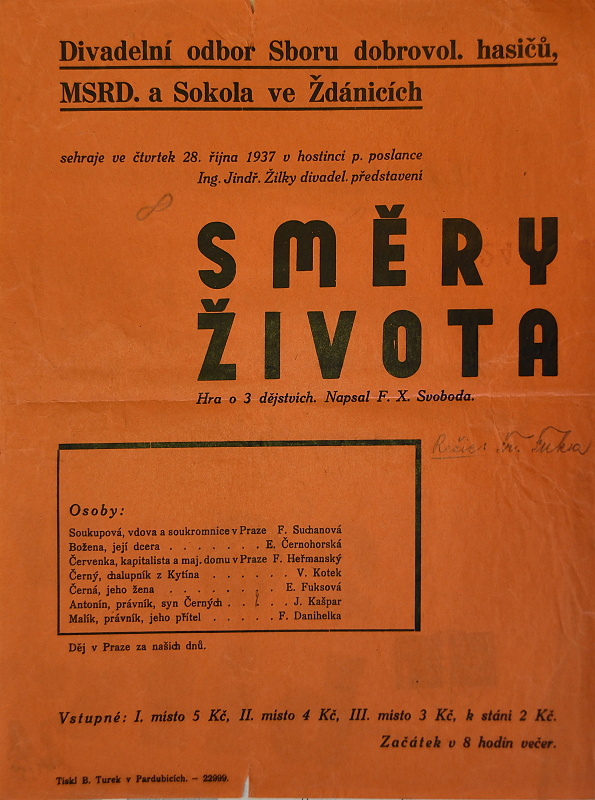 Divadelní odbor Sboru dobrovol. hasičů,
MSRD. a Sokola ve Ždánicích
sehraje ve čtvrtek 28. října 1937 v hostinci p. poslance
Ing. Jindř. Žilky divadel. představení
8
SMĚRY
ŽIVOTA
Hra o 3 dějstvích. Napsal F. X. Svoboda.
Osoby:
Soukupová, vdova a soukromnice v Praze F. Suchanová
Božena, její dcera . . . . . . . E. Černohorská
Červenka, kapitalista a maj. domu v Praze F. Heřmanský
Černý, chalupník z Kytína . . . . . . V. Kotek
Černá, jeho žena . . . . . . . . E. Fuksová
Antonín, právník, syn Černých . . . . J. Kašpar
Malík, právník, jeho přítel . . . . . F. Danihelka
Děj v Praze za našich dnů.
Vstupné: I. místo 5 Kč, II. místo 4 Kč, III. místo 3 Kč, k stání 2 Kč.
Začátek v 8 hodin večer.
Tiskl B. Turek v Pardubicích. — 22999.